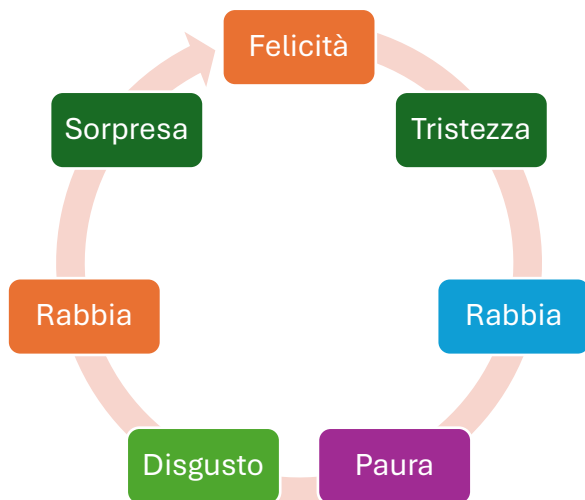 Felicità
Tristezza
Rabbia
Paura
Disgusto
Rabbia
Sorpresa